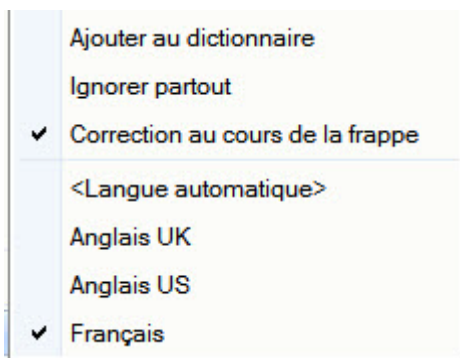 Ajouter au dictionnaire
Ignorer partout
Correction au cours de la frappe
<Langue automatique>
Anglais UK
Anglais US
Français